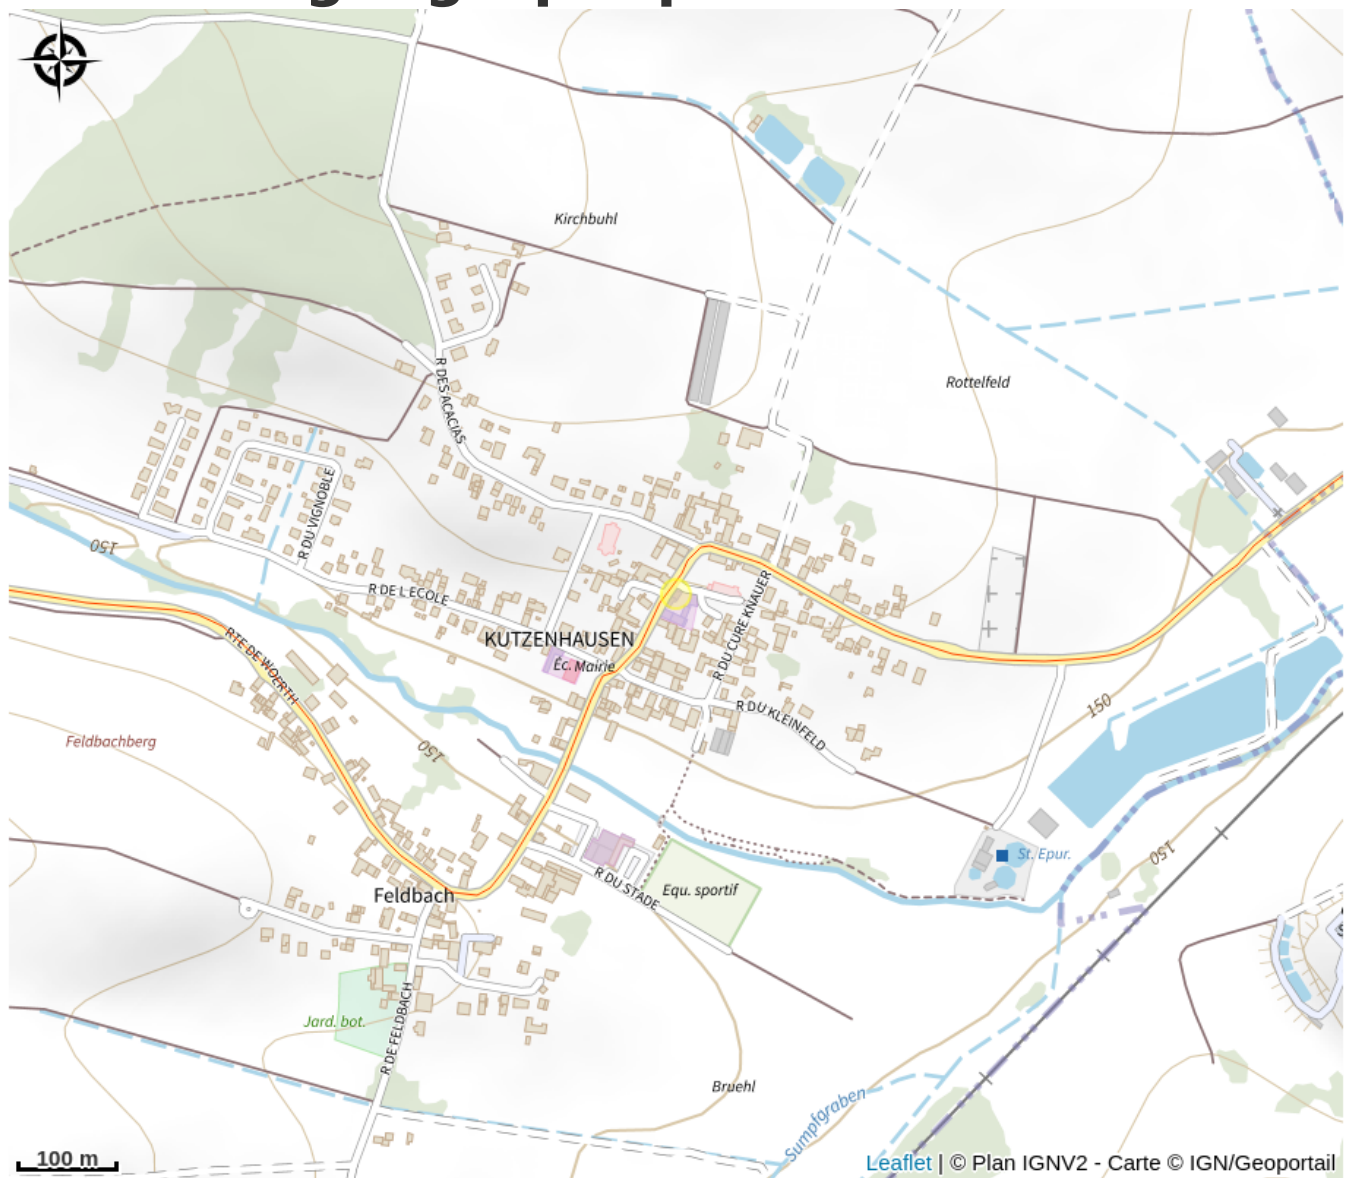 Kirchbuhl
Rottelfeld
R DES ACACIAS
R DU VIGNOBLE
150
R DE L ECOLE
KUTZENHAUSEN
Éc. Mairie
R DU CURE KNAUER
RTE DE WOERTH
R DU KLEINFELD
150
Feldbachberg
150
150
St. Epur.
Feldbach
R DU STADE
Equ. sportif
Jard. bot.
R DE FELDBACH
Bruehl
Sumpfgraben
100 m
Leaflet | © Plan IGNV2 - Carte © IGN/Geoportail